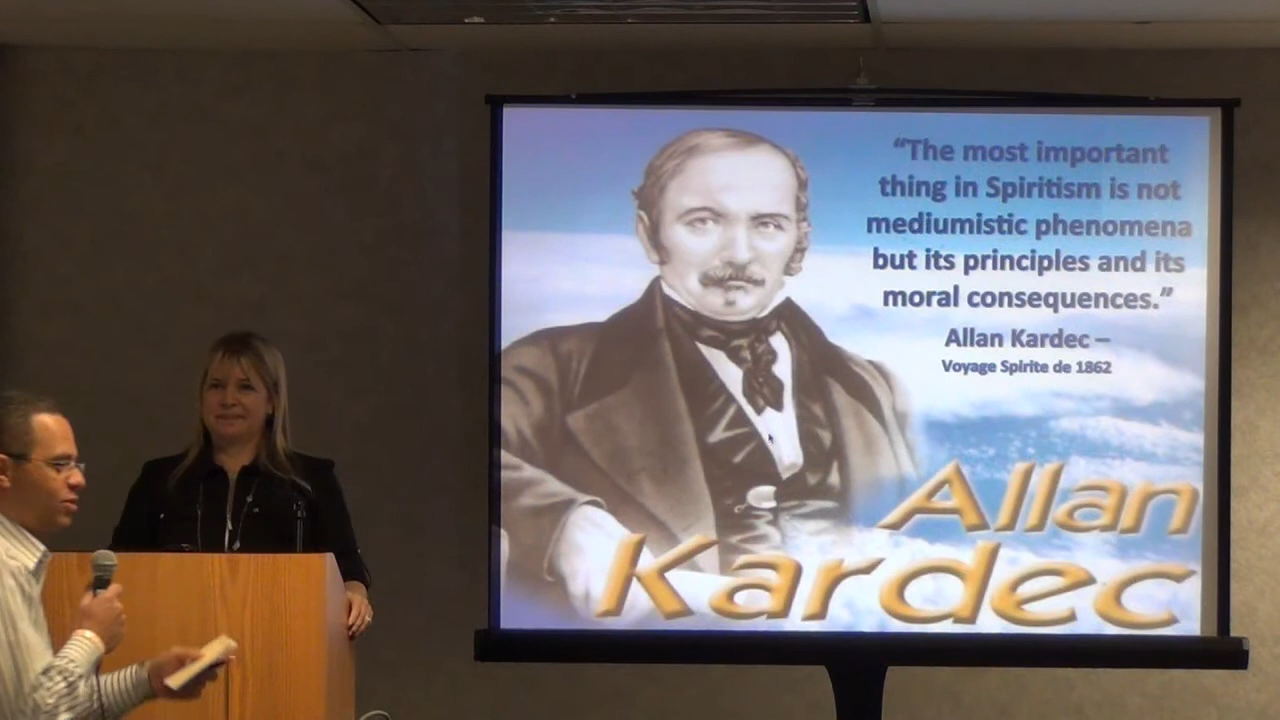 “The most important
thing in Spiritism is not
mediumistic phenomena
but its principles and its
moral consequences.”
Allan Kardec –
Voyage Spirite de 1862
Allan
Kardec